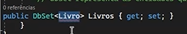 0 referências
public DbSet<Livro> Livros { get; set; }
}